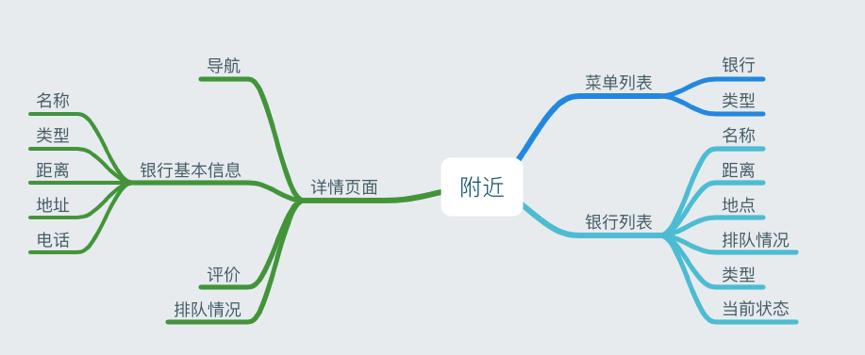 附近
菜单列表
银行
类型
银行列表
名称
距离
地点
排队情况
类型
当前状态
详情页面
导航
银行基本信息
名称
类型
距离
地址
电话
评价
排队情况